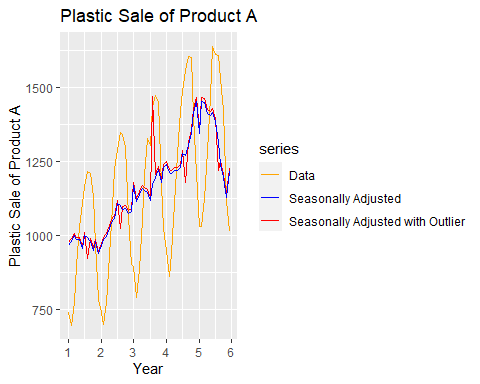 Plastic Sale of Product A
Plastic Sale of Product A
1500
1250
1000
750
1 2 3 4 5 6
Year
series
Data
Seasonally Adjusted
Seasonally Adjusted with Outlier